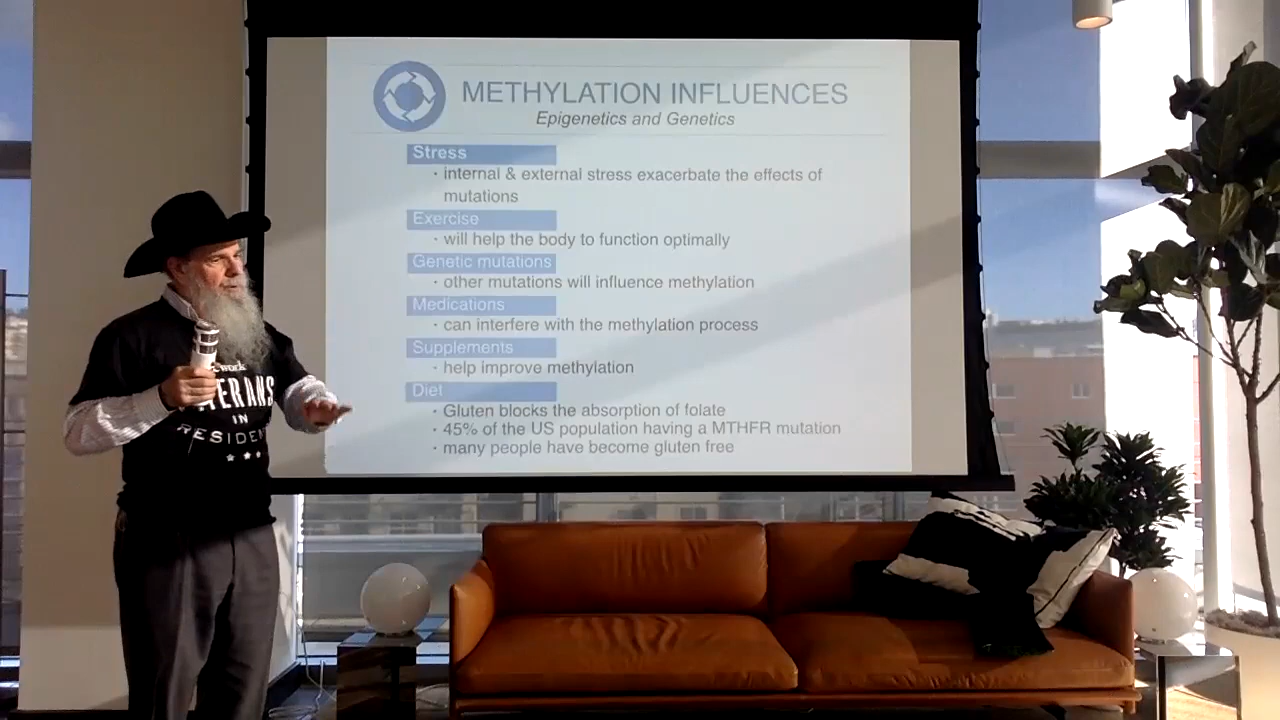 METHYLATION INFLUENCES
Epigenetics and Genetics
Stress
· internal & external stress exacerbate the effects of
mutations
Exercise
· will help the body to function optimally
Genetic mutations
· other mutations will influence methylation
Medications
· can interfere with the methylation process
Supplements
· help improve methylation
Diet
· Gluten blocks the absorption of folate
· 45% of the US population having a MTHFR mutation
· many people have become gluten free
work
IN